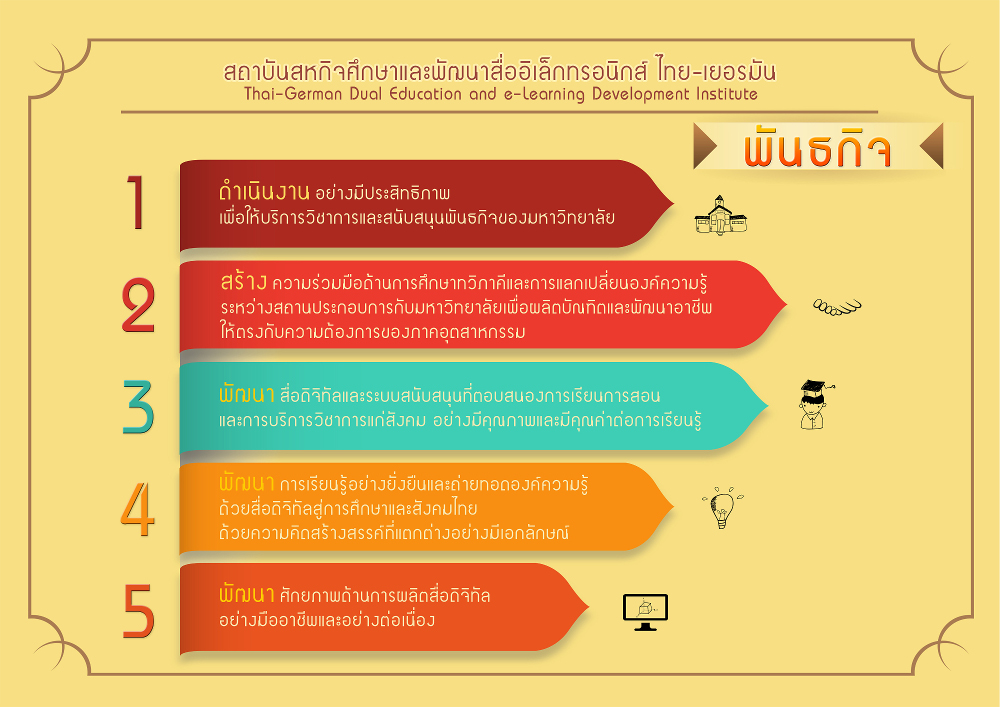 สถาบันสหกิจศึกษาและพัฒนาสื่ออิเล็กทรอนิกส์ ไทย-เยอรมัน
Thai-German Dual Education and e-Learning Development Institute
พันธกิจ
1
ดำเนินงาน อย่างมีประสิทธิภาพ
เพื่อให้บริการวิชาการและสนับสนุนพันธกิจของมหาวิทยาลัย
2
สร้าง ความร่วมมือด้านการศึกษาทวิภาคีและการแลกเปลี่ยนองค์ความรู้
ระหว่างสถานประกอบการกับมหาวิทยาลัยเพื่อผลิตบัณฑิตและพัฒนาอาชีพ
ให้ตรงกับความต้องการของภาคอุตสาหกรรม
3
พัฒนา สื่อดิจิทัลและระบบสนับสนุนที่ตอบสนองการเรียนการสอน
และการบริการวิชาการแก่สังคม อย่างมีคุณภาพและมีคุณค่าต่อการเรียนรู้
4
พัฒนา การเรียนรู้อย่างยั่งยืนและถ่ายทอดองค์ความรู้
ด้วยสื่อดิจิทัลสู่การศึกษาและสังคมไทย
ด้วยความคิดสร้างสรรค์ที่แตกต่างอย่างมีเอกลักษณ์
5
พัฒนา ศักยภาพด้านการผลิตสื่อดิจิทัล
อย่างมืออาชีพและอย่างต่อเนื่อง